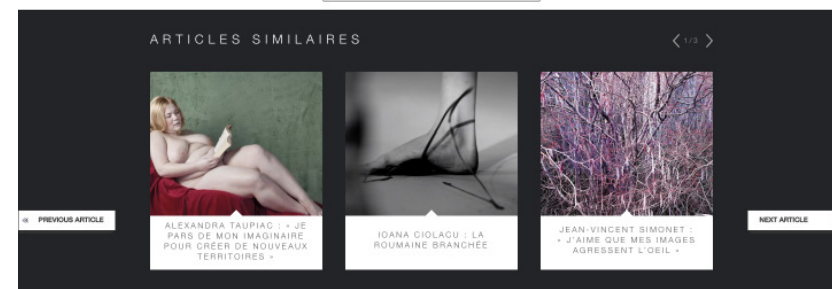 ARTICLES SIMILAIRES
1/3
« PREVIOUS ARTICLE
NEXT ARTICLE
ALEXANDRA TAUPIAC : « JE
PARS DE MON IMAGINAIRE
POUR CRÉER DE NOUVEAUX
TERRITOIRES »
IOANA CIOLACU : LA
ROUMAINE BRANCHÉE
JEAN-VINCENT SIMONET :
« J'AIME QUE MES IMAGES
AGRESSENT L'OEIL »